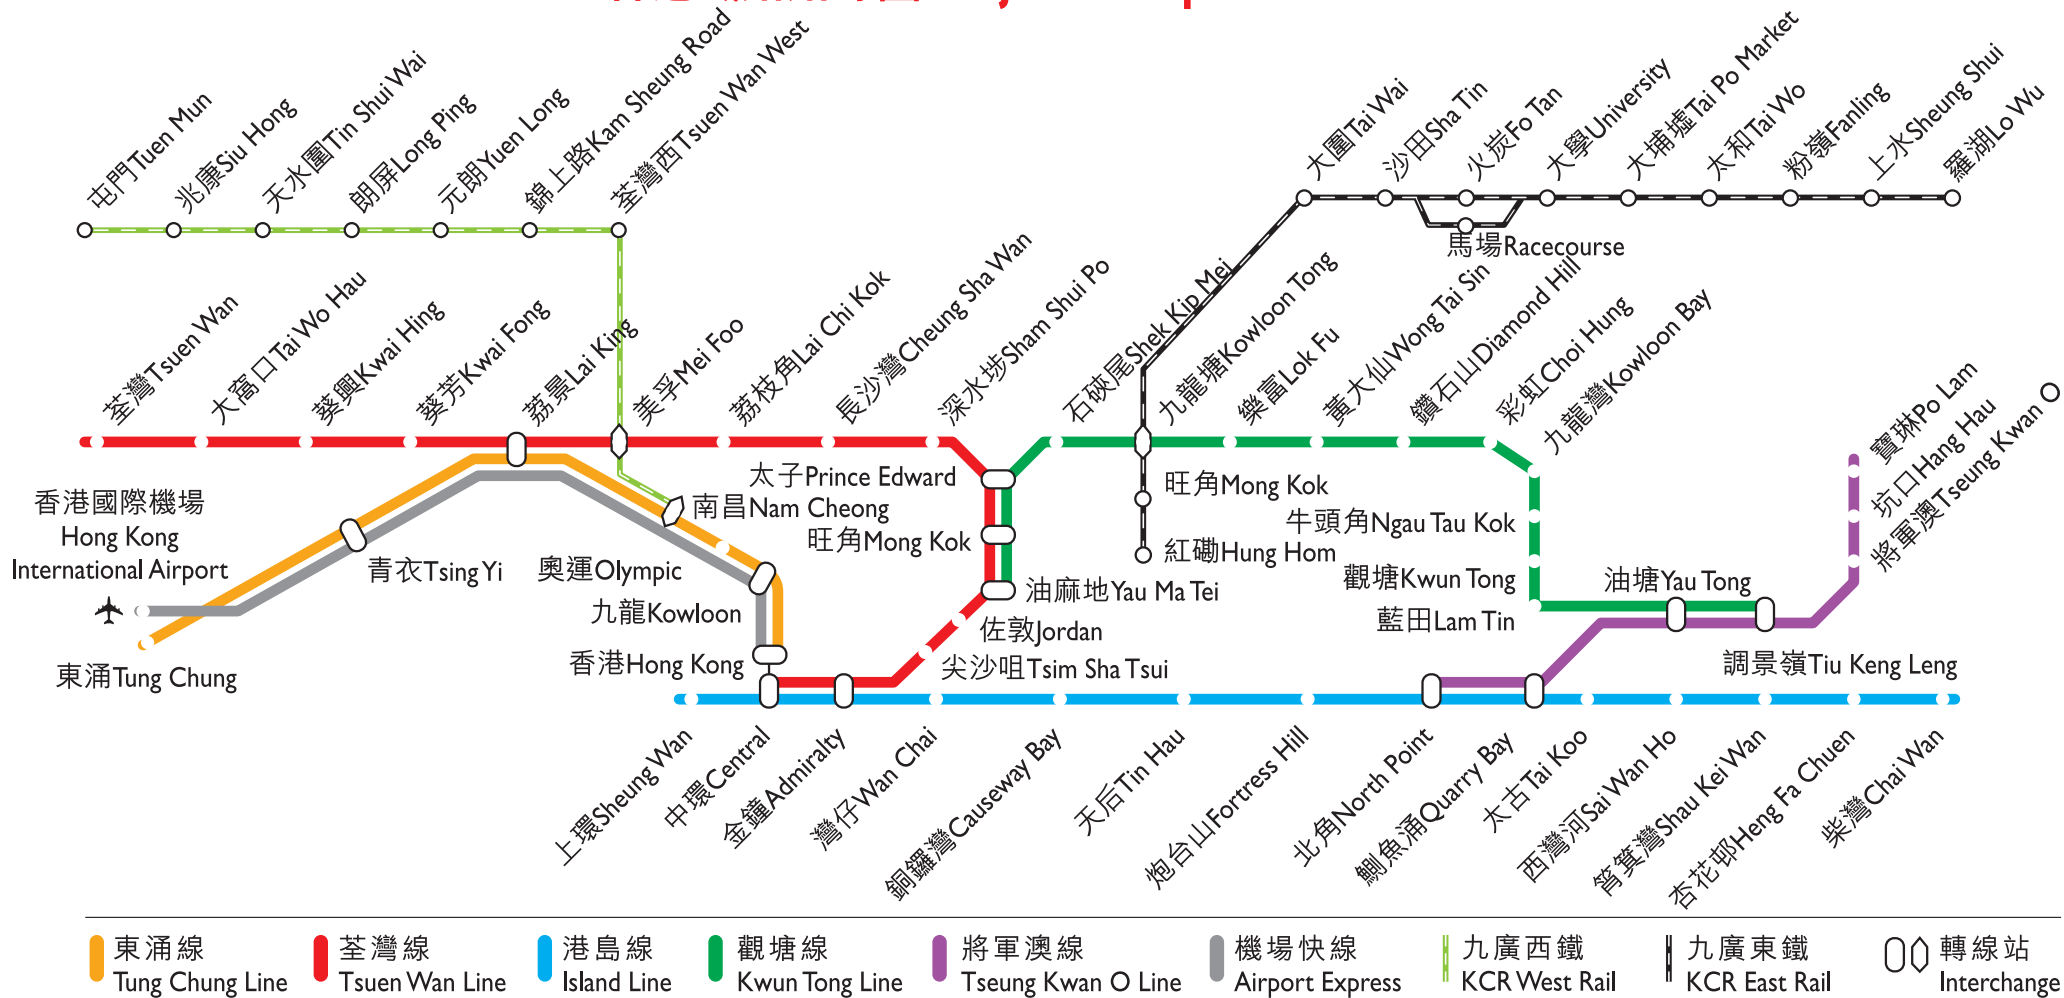 屯門Tuen Mun
兆康Siu Hong
天水圍Tin Shui Wai
朗屏Long Ping
元朗Yuen Long
錦上路Kam Sheung Road
荃灣西Tsuen Wan West
大圍Tai Wai
沙田Sha Tin
火炭Fo Tan
大學University
大埔墟Tai Po Market
太和Tai Wo
粉嶺Fanling
上水Sheung Shui
羅湖Lo Wu
馬場Racecourse
荃灣Tsuen Wan
大窩口Tai Wo Hau
葵興Kwai Hing
葵芳Kwai Fong
荔景Lai King
美孚Mei Foo
荔枝角Lai Chi Kok
長沙灣Cheung Sha Wan
深水埗Sham Shui Po
石硤尾Shek Kip Mei
九龍塘Kowloon Tong
樂富Lok Fu
黃大仙Wong Tai Sin
鑽石山Diamond Hill
彩虹Choi Hung
九龍灣Kowloon Bay
寶琳Po Lam
坑口Hang Hau
將軍澳Tseung Kwan O
太子Prince Edward
南昌Nam Cheong
旺角Mong Kok
旺角Mong Kok
紅磡Hung Hom
牛頭角Ngau Tau Kok
觀塘Kwun Tong
藍田Lam Tin
油塘Yau Tong
調景嶺Tiu Keng Leng
香港國際機場
Hong Kong
International Airport
青衣Tsing Yi
奧運Olympic
九龍Kowloon
香港Hong Kong
東涌Tung Chung
油麻地Yau Ma Tei
佐敦Jordan
尖沙咀Tsim Sha Tsui
上環Sheung Wan
中環Central
金鐘Admiralty
灣仔Wan Chai
銅鑼灣Causeway Bay
天后Tin Hau
炮台山Fortress Hill
北角North Point
鰂魚涌Quarry Bay
太古Tai Koo
西灣河Sai Wan Ho
筲箕灣Shau Kei Wan
杏花邨Heng Fa Chuen
柴灣Chai Wan
東涌線
Tung Chung Line
荃灣線
Tsuen Wan Line
港島線
Island Line
觀塘線
Kwun Tong Line
將軍澳線
Tseung Kwan O Line
機場快線
Airport Express
九廣西鐵
KCR West Rail
九廣東鐵
KCR East Rail
轉線站
Interchange